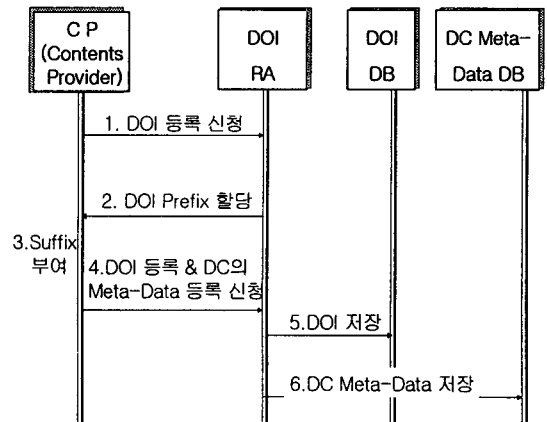 C P
(Contents
Provider)
DOI
RA
DOI
DB
DC Meta-
Data DB
1. DOI 등록 신청
2. DOI Prefix 할당
3.Suffix
부여
4.DOI 등록 & DC의
Meta-Data 등록 신청
5.DOI 저장
6.DC Meta-Data 저장